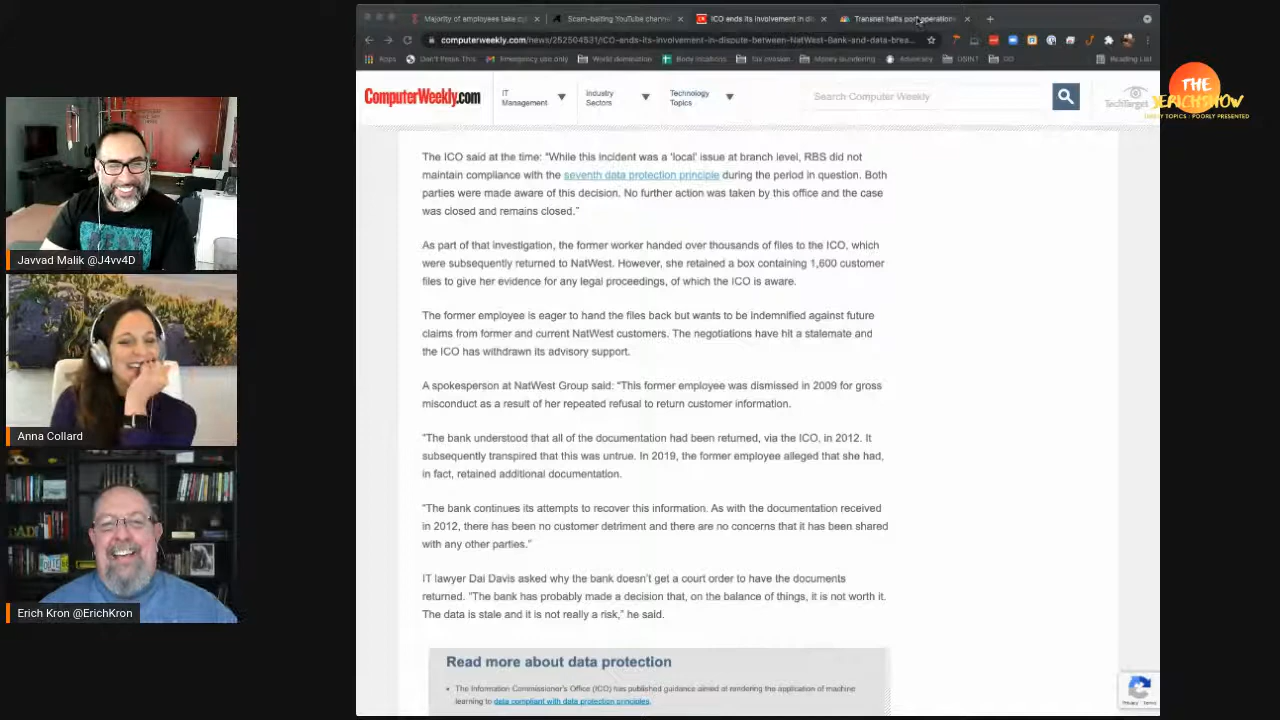 Majority of employees take cy
Scam-baiting YouTube channel
ICO ends its involvement in dis
Transnet halts port operations
computerweekly.com/news/252504531/ICO-ends-its-involvement-in-dispute-between-NatWest-Bank-and-data-brea...
Apps
Don't Press This
Emergency use only
World domination
Body locations
Tax evasion
Money laundering
Adversary
OSINT
Reading List
ComputerWeekly.com
IT
Management
Industry
Sectors
Technology
Topics
Search Computer Weekly
TechTarget
THE
JERICHSHOW
POORLY PRESENTED
The ICO said at the time: "While this incident was a 'local' issue at branch level, RBS did not
maintain compliance with the seventh data protection principle during the period in question. Both
parties were made aware of this decision. No further action was taken by this office and the case
was closed and remains closed."
As part of that investigation, the former worker handed over thousands of files to the ICO, which
were subsequently returned to NatWest. However, she retained a box containing 1,600 customer
files to give her evidence for any legal proceedings, of which the ICO is aware.
The former employee is eager to hand the files back but wants to be indemnified against future
claims from former and current NatWest customers. The negotiations have hit a stalemate and
the ICO has withdrawn its advisory support.
A spokesperson at NatWest Group said: "This former employee was dismissed in 2009 for gross
misconduct as a result of her repeated refusal to return customer information.
"The bank understood that all of the documentation had been returned, via the ICO, in 2012. It
subsequently transpired that this was untrue. In 2019, the former employee alleged that she had,
in fact, retained additional documentation.
"The bank continues its attempts to recover this information. As with the documentation received
in 2012, there has been no customer detriment and there are no concerns that it has been shared
with any other parties."
IT lawyer Dai Davis asked why the bank doesn't get a court order to have the documents
returned. "The bank has probably made a decision that, on the balance of things, it is not worth it.
The data is stale and it is not really a risk," he said.
Read more about data protection
The Information Commissioner's Office (ICO) has published guidance aimed at rendering the application of machine
learning to data compliant with data protection principles.
Privacy - Terms
Javvad Malik @J4vv4D
Anna Collard
Erich Kron @ErichKron